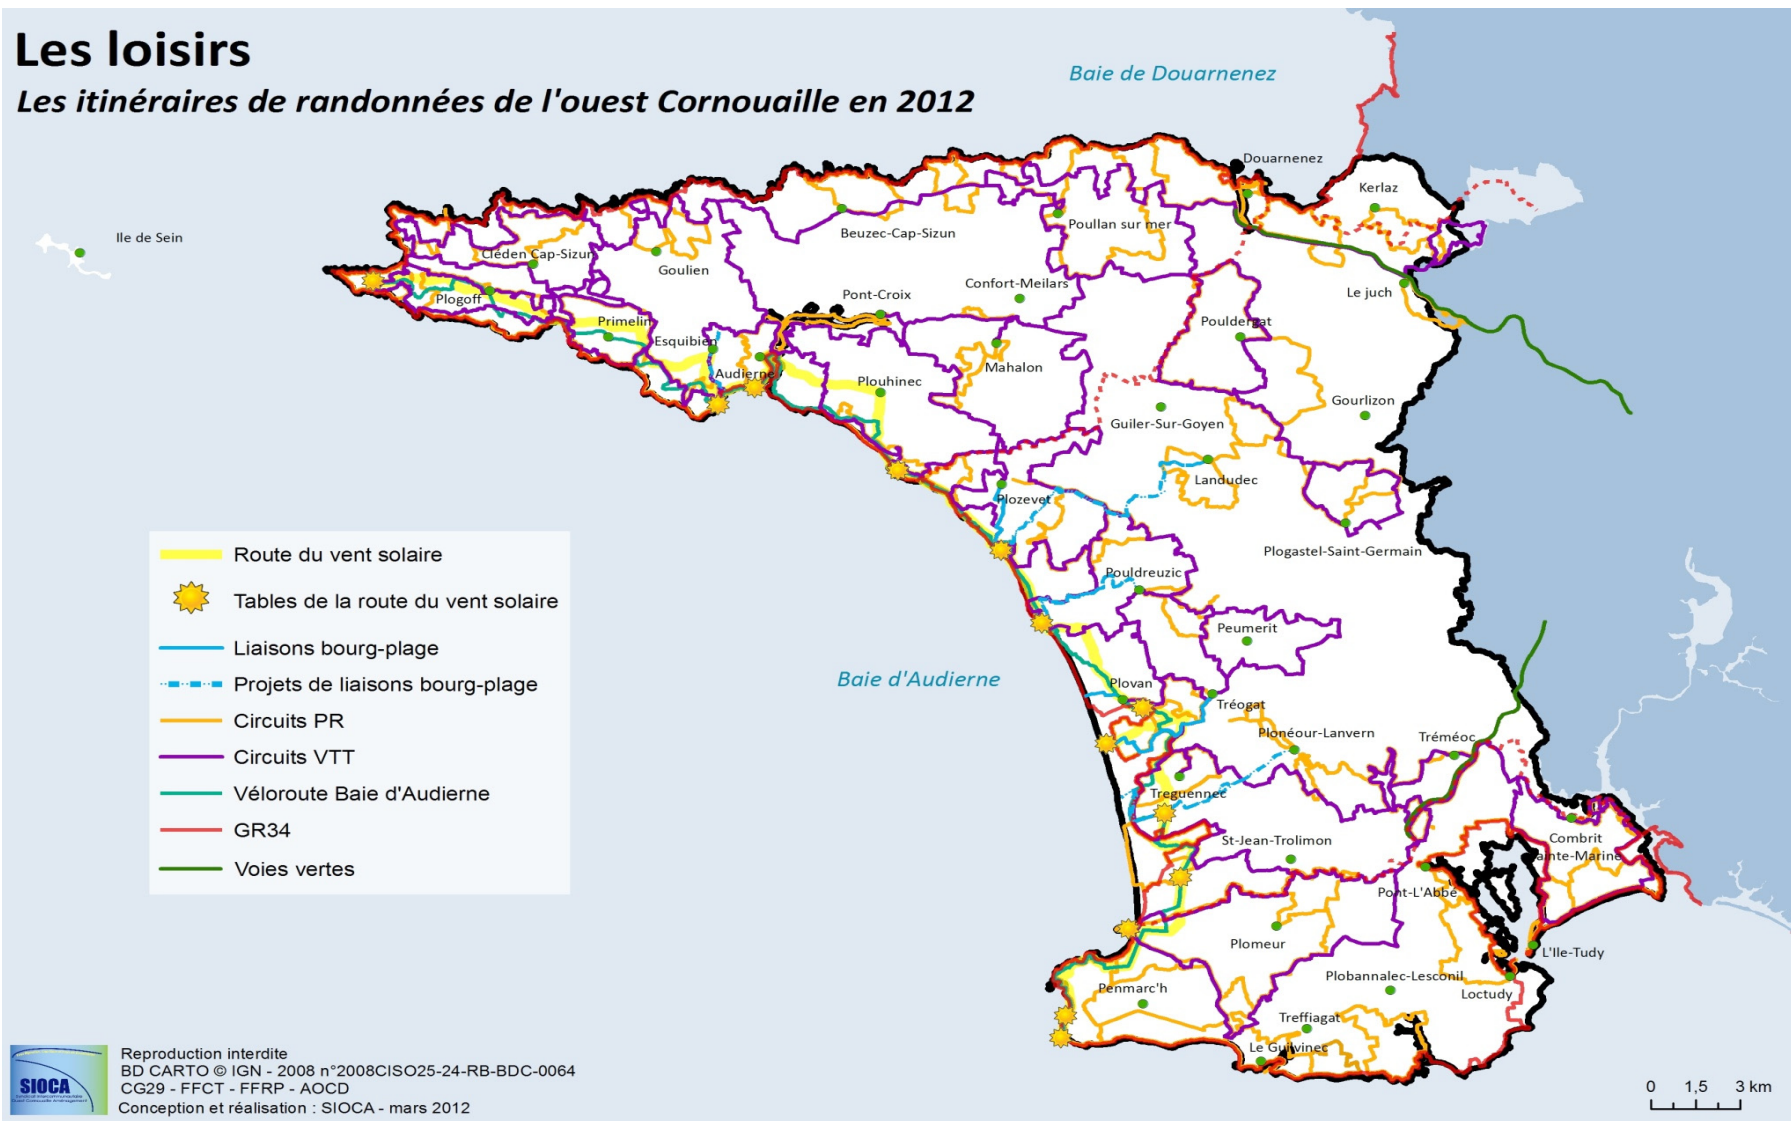 Les loisirs
Les itinéraires de randonnées de l'ouest Cornouaille en 2012
Baie de Douarnenez
Douarnenez
Kerlaz
Ile de Sein
Beuzec-Cap-Sizun
Poullan sur mer
Cléden Cap-Sizun
Goulien
Le juch
Plogoff
Pont-Croix
Confort-Meilars
Primelin
Pouldergat
Esquibien
Audierne
Mahalon
Plouhinec
Gourlizon
Guiler-Sur-Goyen
Landudec
Plozevet
Plogastel-Saint-Germain
Pouldreuzic
Peumerit
Baie d'Audierne
Plovan
Tréogat
Plonéour-Lanvern
Tréméoc
Treguennec
St-Jean-Trolimon
Combrit
Sainte-Marine
Pont-L'Abbé
Plomeur
L'Ile-Tudy
Plobannalec-Lesconil
Loctudy
Penmarc'h
Treffiagat
Le Guilvinec
Route du vent solaire
Tables de la route du vent solaire
Liaisons bourg-plage
Projets de liaisons bourg-plage
Circuits PR
Circuits VTT
Véloroute Baie d'Audierne
GR34
Voies vertes
SIOCA
Reproduction interdite
BD CARTO © IGN - 2008 n°2008CISO25-24-RB-BDC-0064
CG29 - FFCT - FFRP - AOCD
Conception et réalisation : SIOCA - mars 2012
0 1,5 3 km